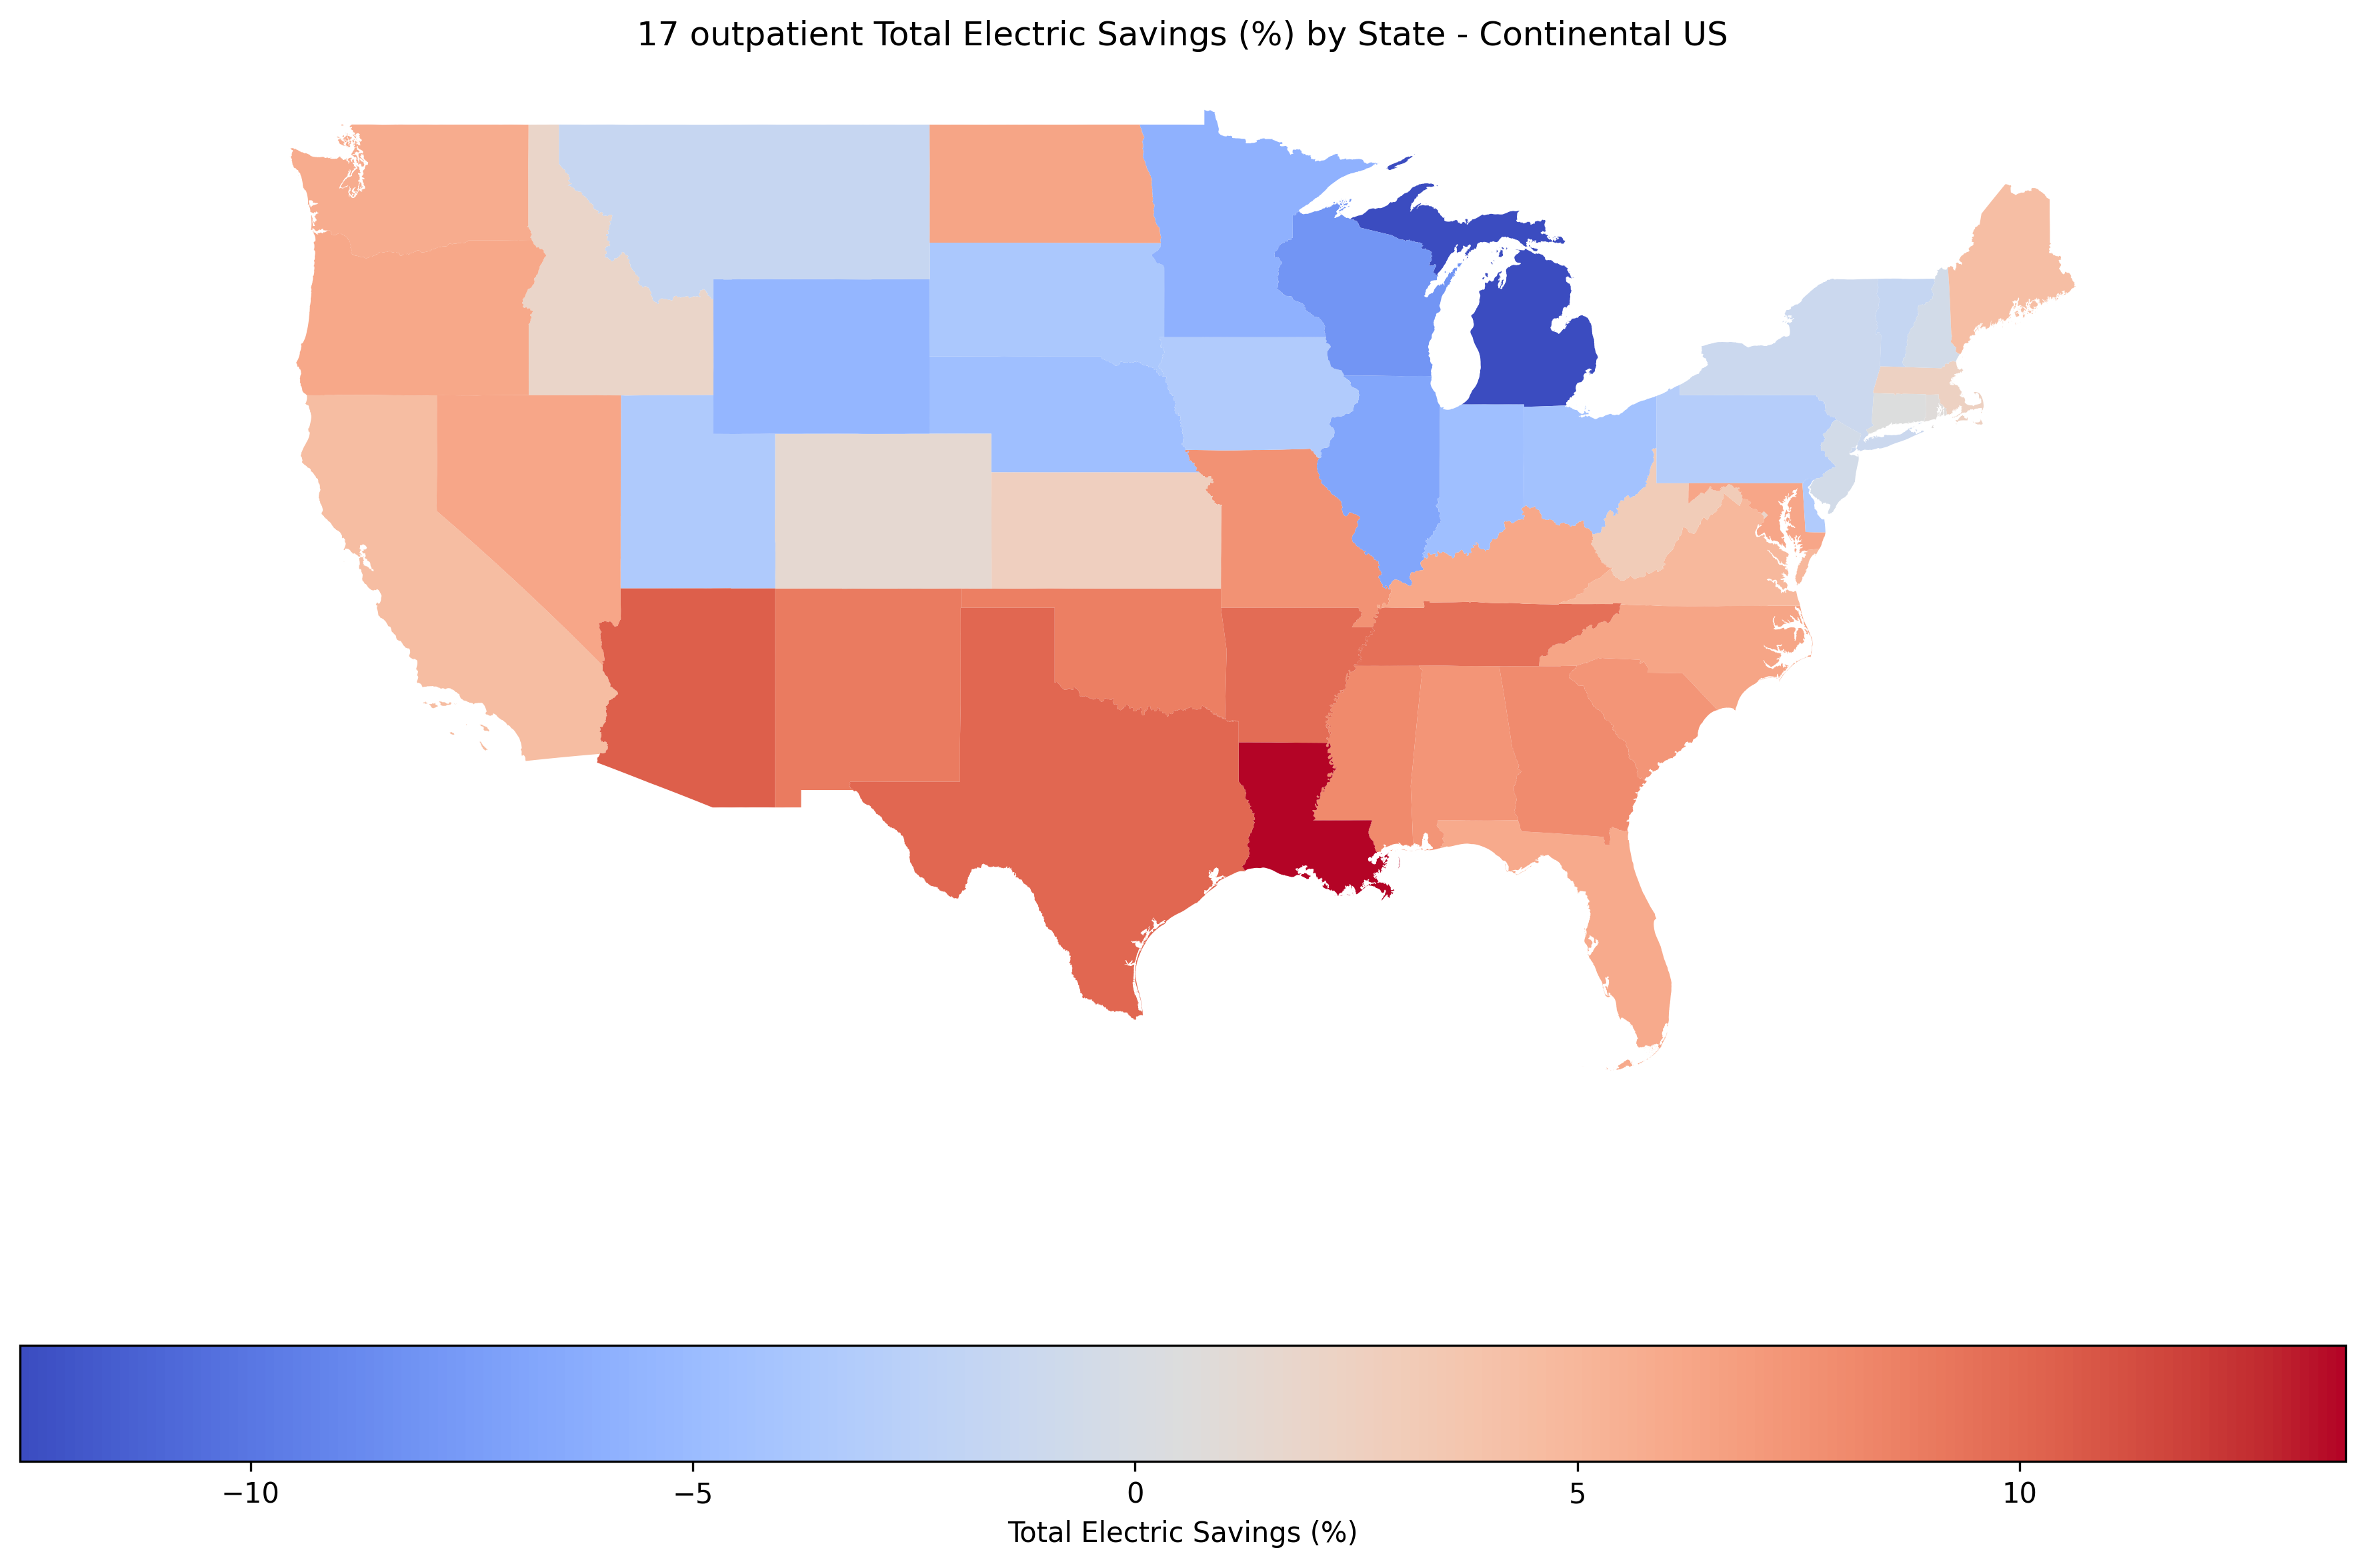 17 outpatient Total Electric Savings (%) by State - Continental US
−10
−5
0
5
10
Total Electric Savings (%)